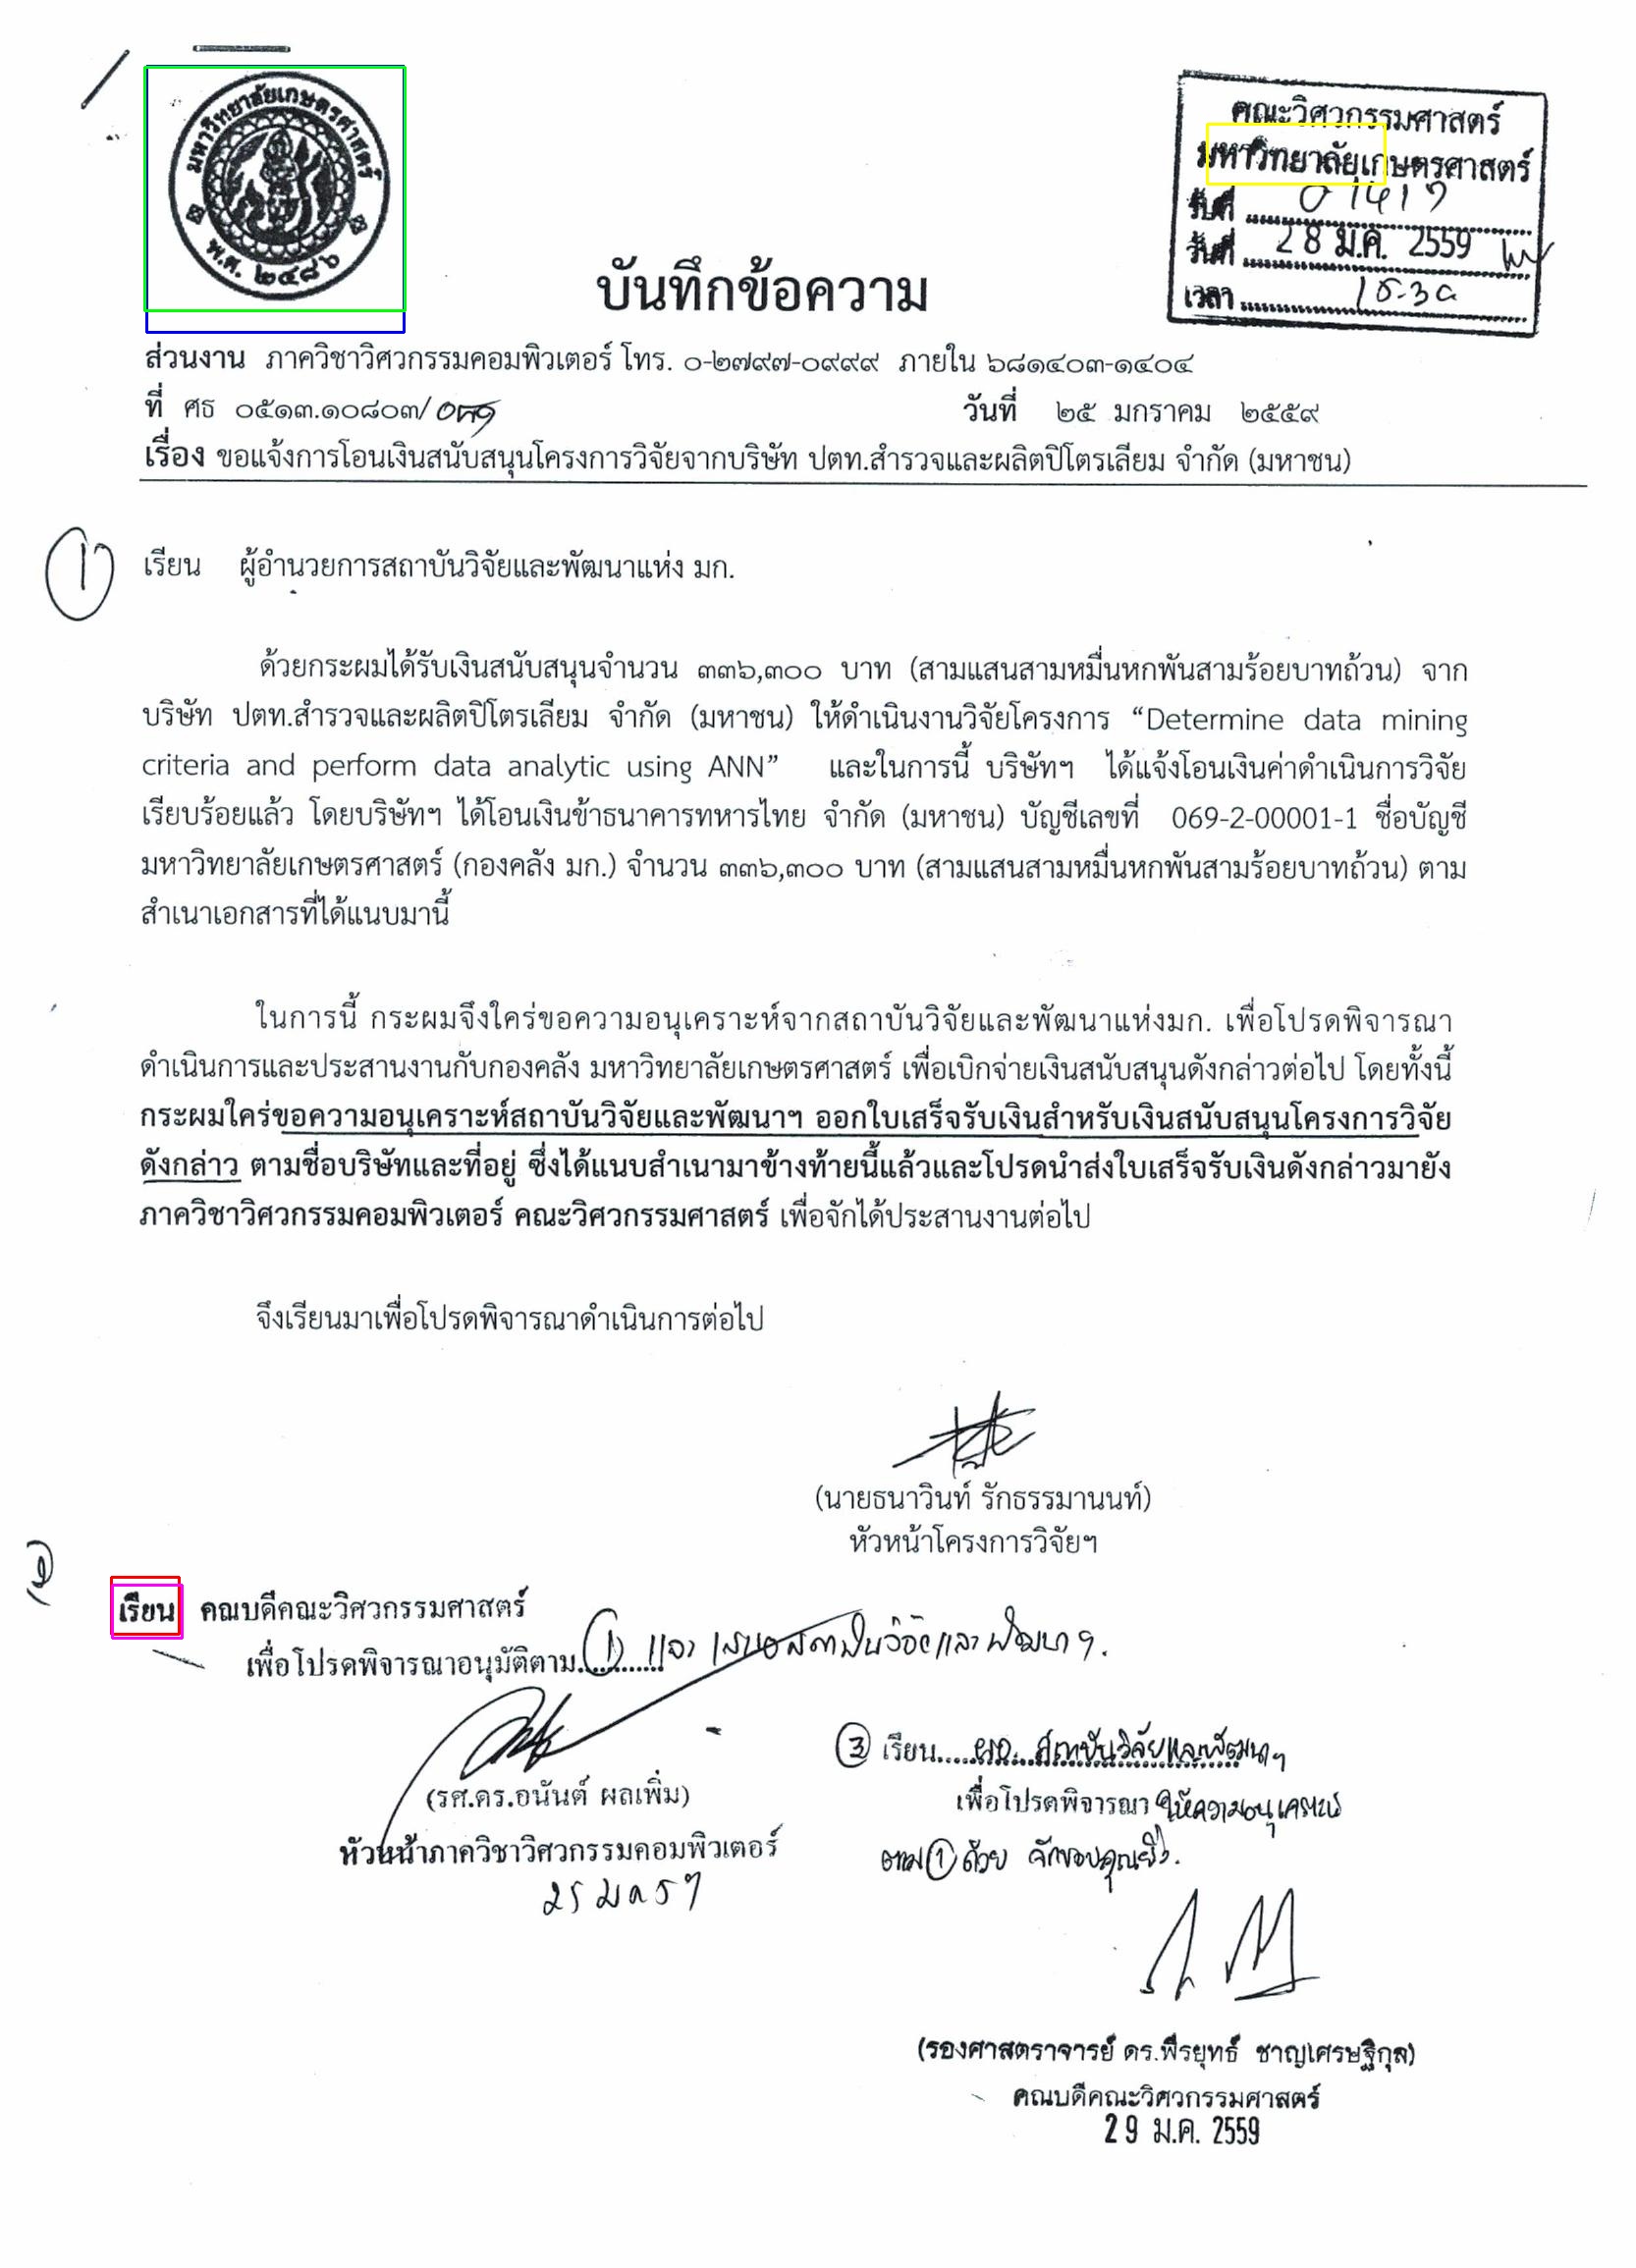 มหาวิทยาลัยเกษตรศาสตร์
พ.ศ. ๒๔๘๖
คณะวิศวกรรมศาสตร์
มหาวิทยาลัยเกษตรศาสตร์
รับที่ 01417
วันที่ 28 ม.ค. 2559
เวลา
บันทึกข้อความ
ส่วนงาน ภาควิชาวิศวกรรมคอมพิวเตอร์ โทร. ๐-๒๗๙๗-๐๙๙๙ ภายใน ๖๘๑๔๐๓-๑๔๐๔
ที่ ศธ ๐๕๑๓.๑๐๘๐๓/ วันที่ ๒๕ มกราคม ๒๕๕๙
เรื่อง ขอแจ้งการโอนเงินสนับสนุนโครงการวิจัยจากบริษัท ปตท.สำรวจและผลิตปิโตรเลียม จำกัด (มหาชน)
1 เรียน ผู้อำนวยการสถาบันวิจัยและพัฒนาแห่ง มก.
ด้วยกระผมได้รับเงินสนับสนุนจำนวน ๓๓๖,๓๐๐ บาท (สามแสนสามหมื่นหกพันสามร้อยบาทถ้วน) จาก
บริษัท ปตท.สำรวจและผลิตปิโตรเลียม จำกัด (มหาชน) ให้ดำเนินงานวิจัยโครงการ “Determine data mining
criteria and perform data analytic using ANN” และในการนี้ บริษัทฯ ได้แจ้งโอนเงินค่าดำเนินการวิจัย
เรียบร้อยแล้ว โดยบริษัทฯ ได้โอนเงินข้าธนาคารทหารไทย จำกัด (มหาชน) บัญชีเลขที่ 069-2-00001-1 ชื่อบัญชี
มหาวิทยาลัยเกษตรศาสตร์ (กองคลัง มก.) จำนวน ๓๓๖,๓๐๐ บาท (สามแสนสามหมื่นหกพันสามร้อยบาทถ้วน) ตาม
สำเนาเอกสารที่ได้แนบมานี้
ในการนี้ กระผมจึงใคร่ขอความอนุเคราะห์จากสถาบันวิจัยและพัฒนาแห่งมก. เพื่อโปรดพิจารณา
ดำเนินการและประสานงานกับกองคลัง มหาวิทยาลัยเกษตรศาสตร์ เพื่อเบิกจ่ายเงินสนับสนุนดังกล่าวต่อไป โดยทั้งนี้
กระผมใคร่ขอความอนุเคราะห์สถาบันวิจัยและพัฒนาฯ ออกใบเสร็จรับเงินสำหรับเงินสนับสนุนโครงการวิจัย
ดังกล่าว ตามชื่อบริษัทและที่อยู่ ซึ่งได้แนบสำเนามาข้างท้ายนี้แล้วและโปรดนำส่งใบเสร็จรับเงินดังกล่าวมายัง
ภาควิชาวิศวกรรมคอมพิวเตอร์ คณะวิศวกรรมศาสตร์ เพื่อจักได้ประสานงานต่อไป
จึงเรียนมาเพื่อโปรดพิจารณาดำเนินการต่อไป
(นายธนาวินท์ รักธรรมานนท์)
หัวหน้าโครงการวิจัยฯ
เรียน คณบดีคณะวิศวกรรมศาสตร์
เพื่อโปรดพิจารณาอนุมัติตาม 1 และ เสนอสถาบันวิจัยและพัฒนาฯ.
(รศ.ดร.อนันต์ ผลเพิ่ม)
หัวหน้าภาควิชาวิศวกรรมคอมพิวเตอร์
25 ม.ค. 59
3 เรียน ผอ. สถาบันวิจัยและพัฒนาฯ
เพื่อโปรดพิจารณา ให้ความอนุเคราะห์
ตาม 1 ด้วย จักขอบคุณยิ่ง.
(รองศาสตราจารย์ ดร.พีรยุทธ์ ชาญเศรษฐิกุล)
คณบดีคณะวิศวกรรมศาสตร์
29 ม.ค. 2559